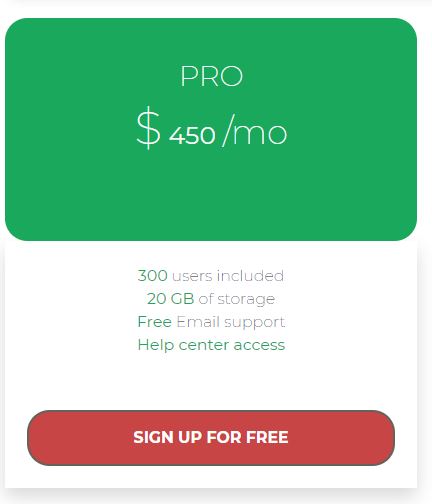 PRO
$ 450 /mo
300 users included
20 GB of storage
Free Email support
Help center access
SIGN UP FOR FREE